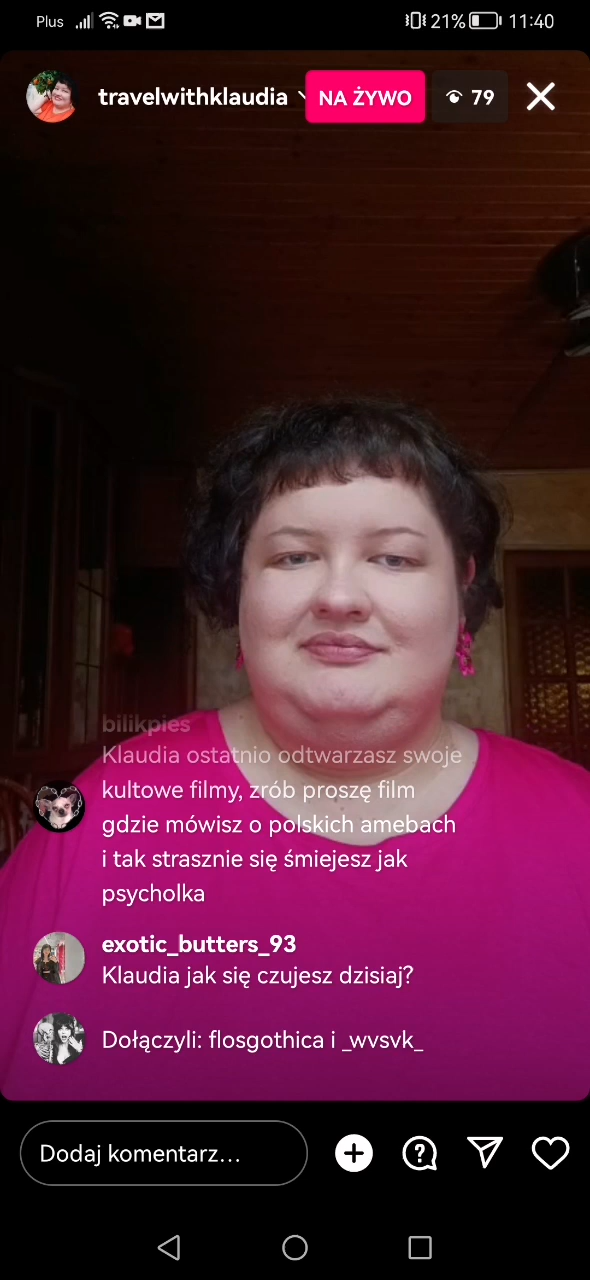 Plus 21% 11:40
travelwithklaudia NA ŻYWO 79
bilikpies
Klaudia ostatnio odtwarzasz swoje
kultowe filmy, zrób proszę film
gdzie mówisz o polskich amebach
i tak strasznie się śmiejesz jak
psycholka
exotic_butters_93
Klaudia jak się czujesz dzisiaj?
Dołączyli: flosgothica i _wvsvk_
Dodaj komentarz...